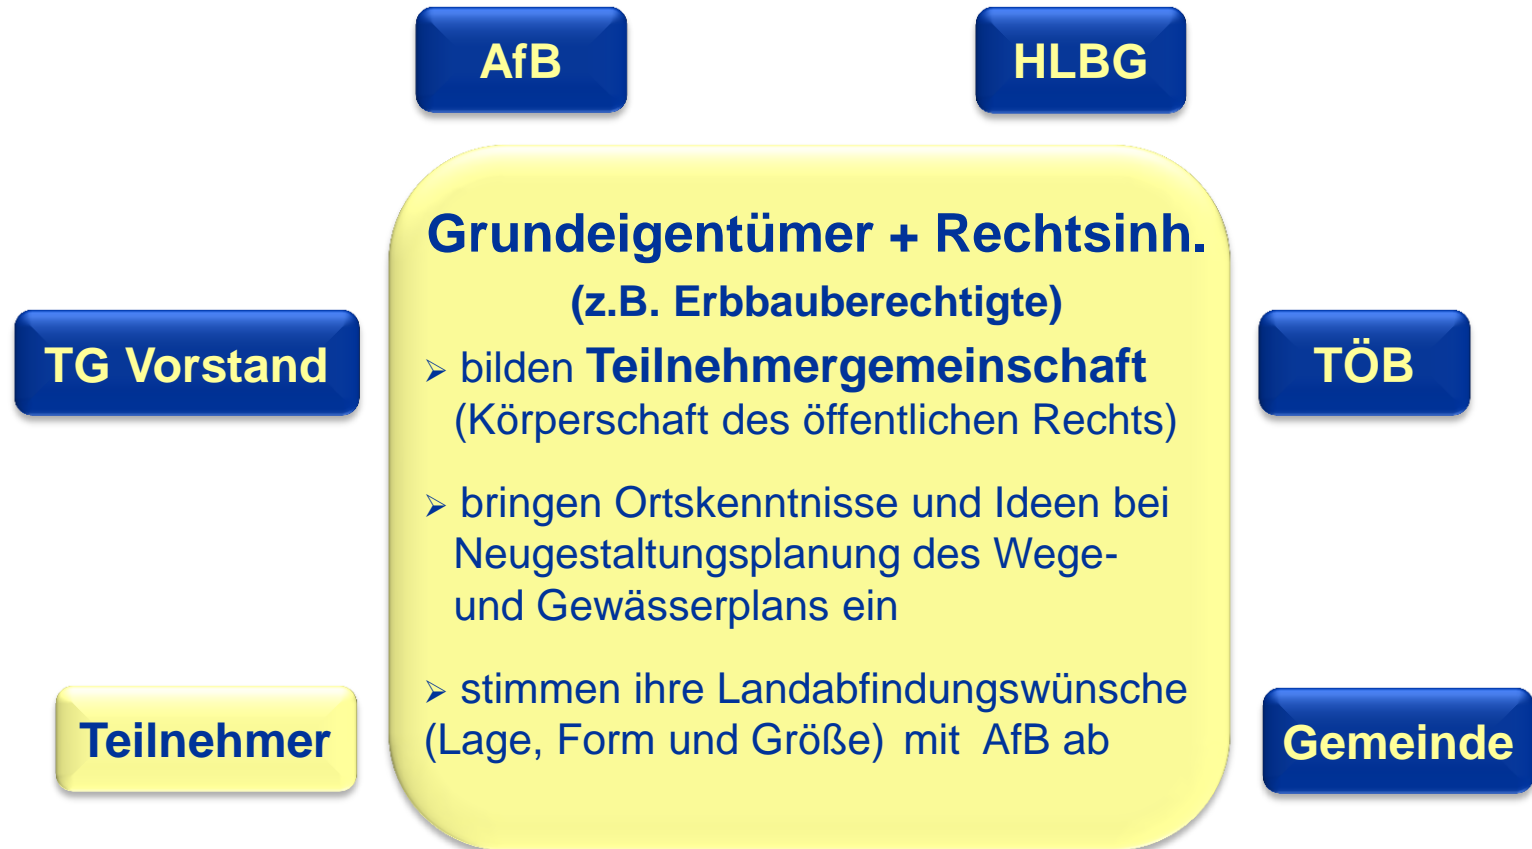 AfB
HLBG
Grundeigentümer + Rechtsinh.
(z.B. Erbbauberechtigte)
TG Vorstand
TÖB
➢ bilden Teilnehmergemeinschaft
(Körperschaft des öffentlichen Rechts)
➢ bringen Ortskenntnisse und Ideen bei
Neugestaltungsplanung des Wege-
und Gewässerplans ein
➢ stimmen ihre Landabfindungswünsche
(Lage, Form und Größe) mit AfB ab
Teilnehmer
Gemeinde